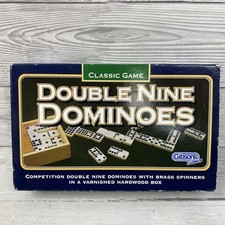 CLASSIC GAME
DOUBLE NINE
DOMINOES
Gibsons
COMPETITION DOUBLE NINE DOMINOES WITH BRASS SPINNERS
IN A VARNISHED HARDWOOD BOX